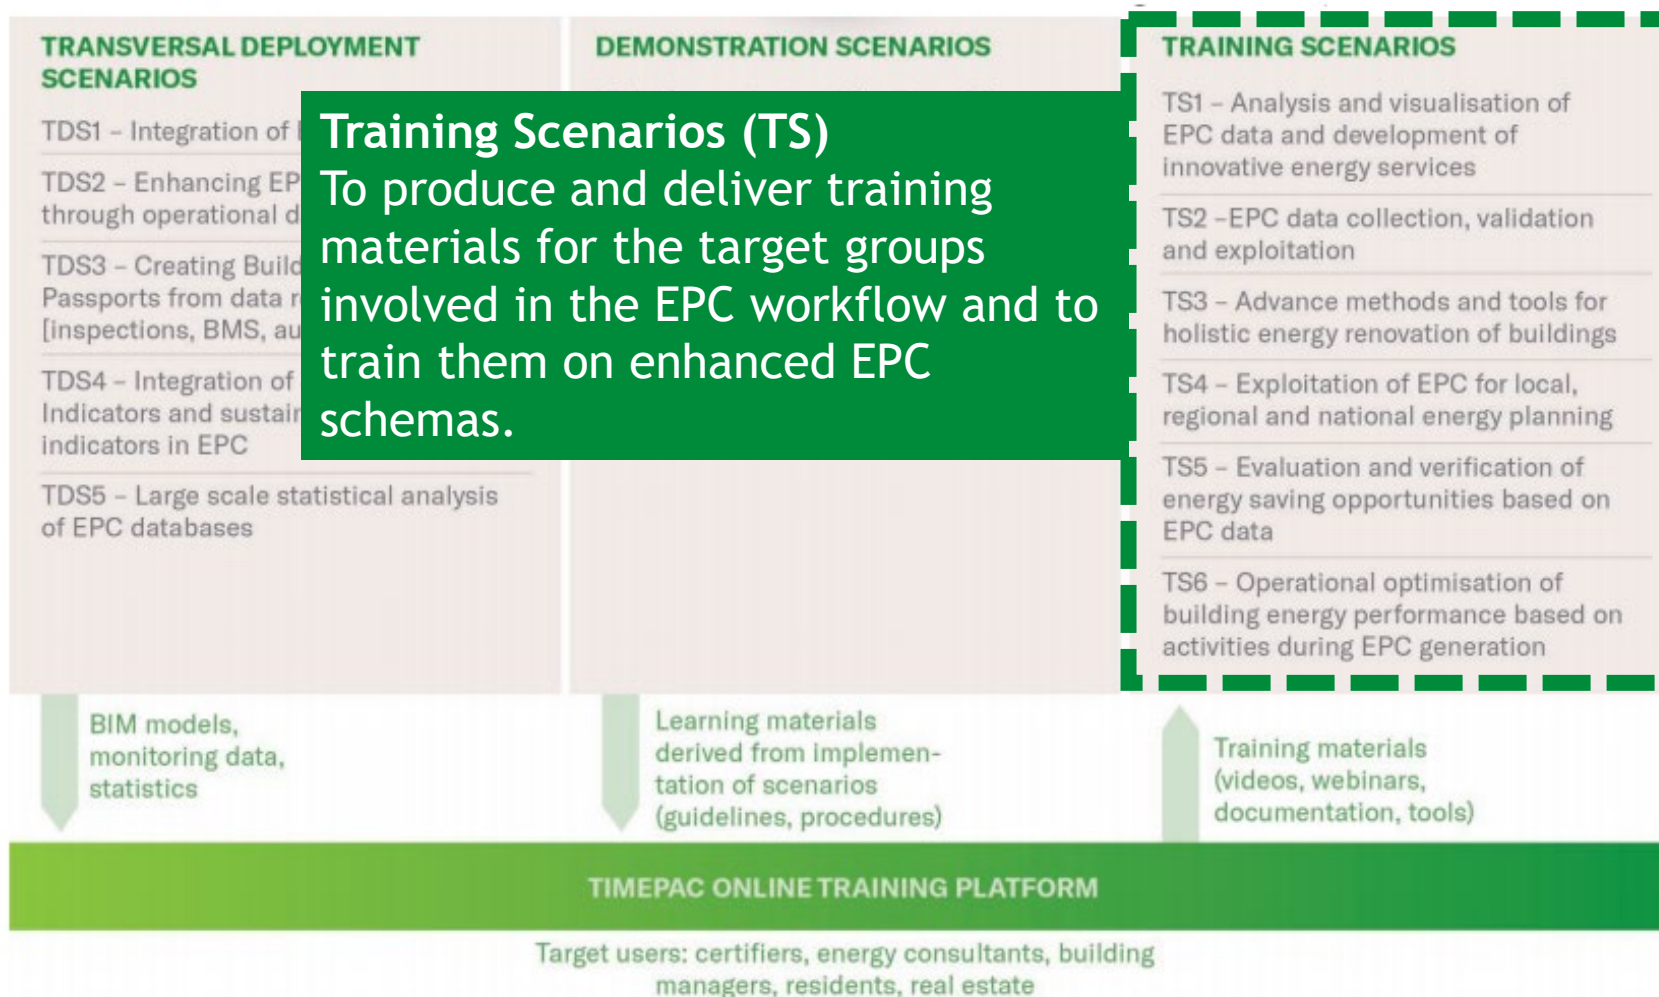 TRANSVERSAL DEPLOYMENT
SCENARIOS
TDS1 – Integration of
TDS2 – Enhancing EP
through operational d
TDS3 – Creating Build
Passports from data r
[inspections, BMS, au
TDS4 – Integration of
Indicators and sustain
indicators in EPC
TDS5 – Large scale statistical analysis
of EPC databases
DEMONSTRATION SCENARIOS
Training Scenarios (TS)
To produce and deliver training
materials for the target groups
involved in the EPC workflow and to
train them on enhanced EPC
schemas.
TRAINING SCENARIOS
TS1 – Analysis and visualisation of
EPC data and development of
innovative energy services
TS2 –EPC data collection, validation
and exploitation
TS3 – Advance methods and tools for
holistic energy renovation of buildings
TS4 – Exploitation of EPC for local,
regional and national energy planning
TS5 – Evaluation and verification of
energy saving opportunities based on
EPC data
TS6 – Operational optimisation of
building energy performance based on
activities during EPC generation
BIM models,
monitoring data,
statistics
Learning materials
derived from implemen-
tation of scenarios
(guidelines, procedures)
Training materials
(videos, webinars,
documentation, tools)
TIMEPAC ONLINE TRAINING PLATFORM
Target users: certifiers, energy consultants, building
managers, residents, real estate